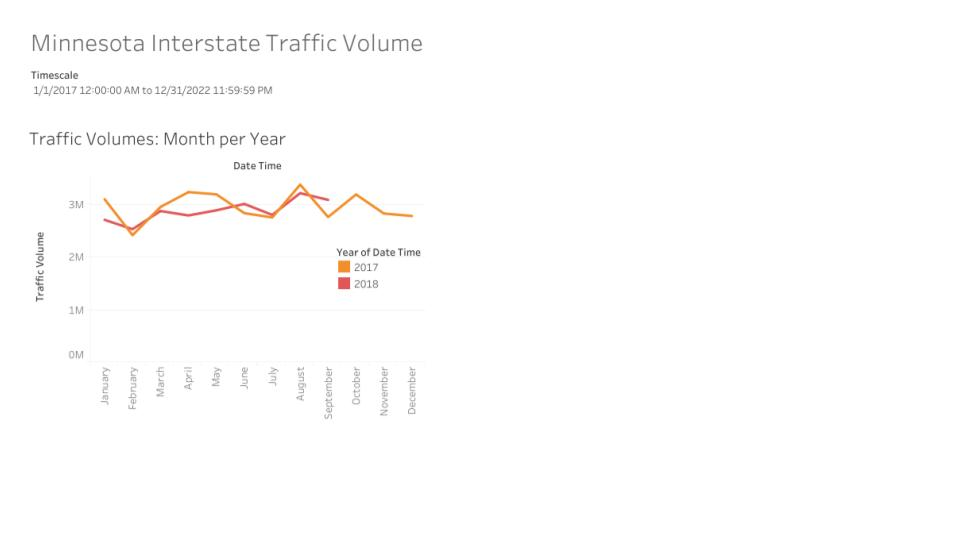 Minnesota Interstate Traffic Volume
Timescale
1/1/2017 12:00:00 AM to 12/31/2022 11:59:59 PM
Traffic Volumes: Month per Year
Date Time
Traffic Volume
3M
2M
1M
0M
Year of Date Time
2017
2018
January
February
March
April
May
June
July
August
September
October
November
December